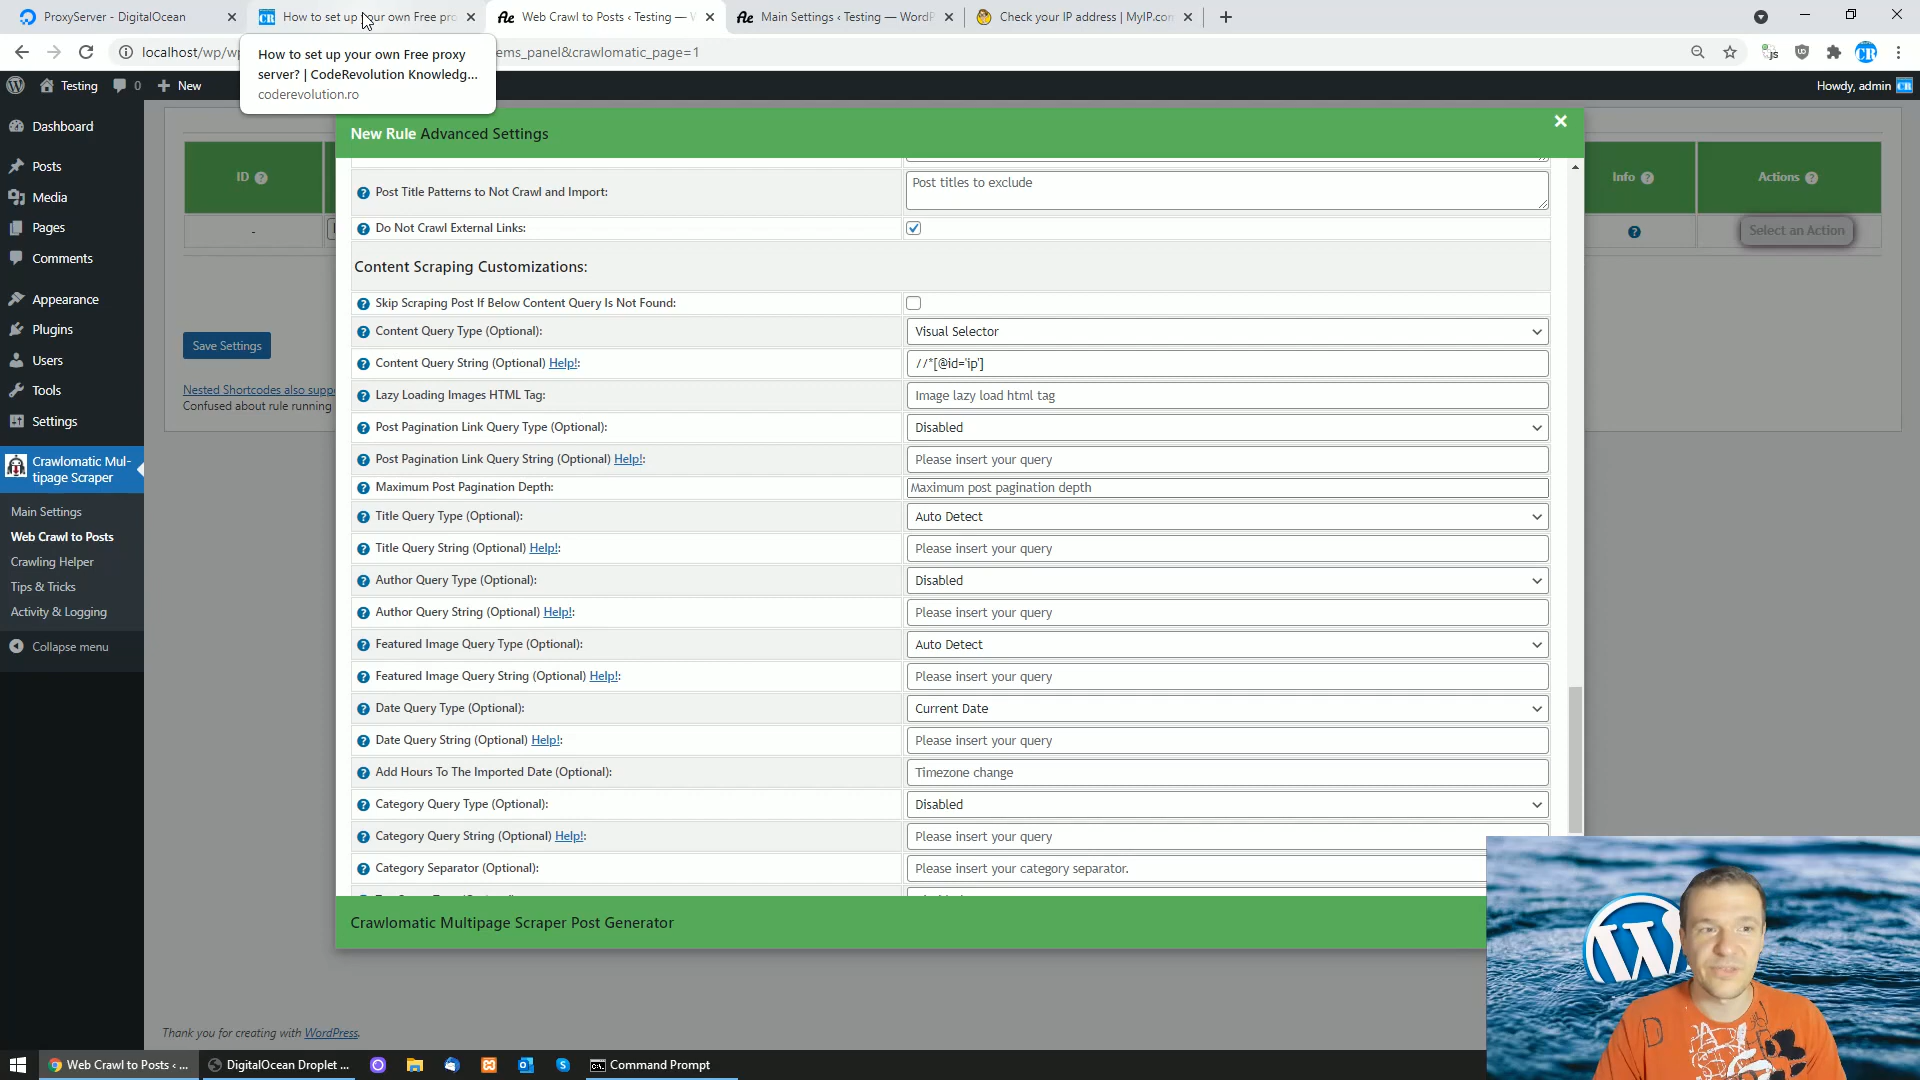 ProxyServer - DigitalOcean
How to set up your own Free pro
Web Crawl to Posts ‹ Testing — W
Main Settings ‹ Testing — WordP
Check your IP address | MyIP.com
localhost/wp/wp
ems_panel&crawlomatic_page=1
How to set up your own Free proxy
server? | CodeRevolution Knowledg...
coderevolution.ro
Testing
0
New
Howdy, admin
Dashboard
Posts
Media
Pages
Comments
Appearance
Plugins
Users
Tools
Settings
Crawlomatic Mul-
tipage Scraper
Main Settings
Web Crawl to Posts
Crawling Helper
Tips & Tricks
Activity & Logging
Collapse menu
ID
-
Save Settings
Nested Shortcodes also supp
Confused about rule running
Info
Actions
Select an Action
New Rule Advanced Settings
Post Title Patterns to Not Crawl and Import:
Post titles to exclude
Do Not Crawl External Links:
Content Scraping Customizations:
Skip Scraping Post If Below Content Query Is Not Found:
Content Query Type (Optional):
Visual Selector
Content Query String (Optional) Help!:
//*[@id='ip']
Lazy Loading Images HTML Tag:
Image lazy load html tag
Post Pagination Link Query Type (Optional):
Disabled
Post Pagination Link Query String (Optional) Help!:
Please insert your query
Maximum Post Pagination Depth:
Maximum post pagination depth
Title Query Type (Optional):
Auto Detect
Title Query String (Optional) Help!:
Please insert your query
Author Query Type (Optional):
Disabled
Author Query String (Optional) Help!:
Please insert your query
Featured Image Query Type (Optional):
Auto Detect
Featured Image Query String (Optional) Help!:
Please insert your query
Date Query Type (Optional):
Current Date
Date Query String (Optional) Help!:
Please insert your query
Add Hours To The Imported Date (Optional):
Timezone change
Category Query Type (Optional):
Disabled
Category Query String (Optional) Help!:
Please insert your query
Category Separator (Optional):
Please insert your category separator.
Crawlomatic Multipage Scraper Post Generator
Thank you for creating with WordPress.
Web Crawl to Posts ‹ ...
DigitalOcean Droplet ...
Command Prompt